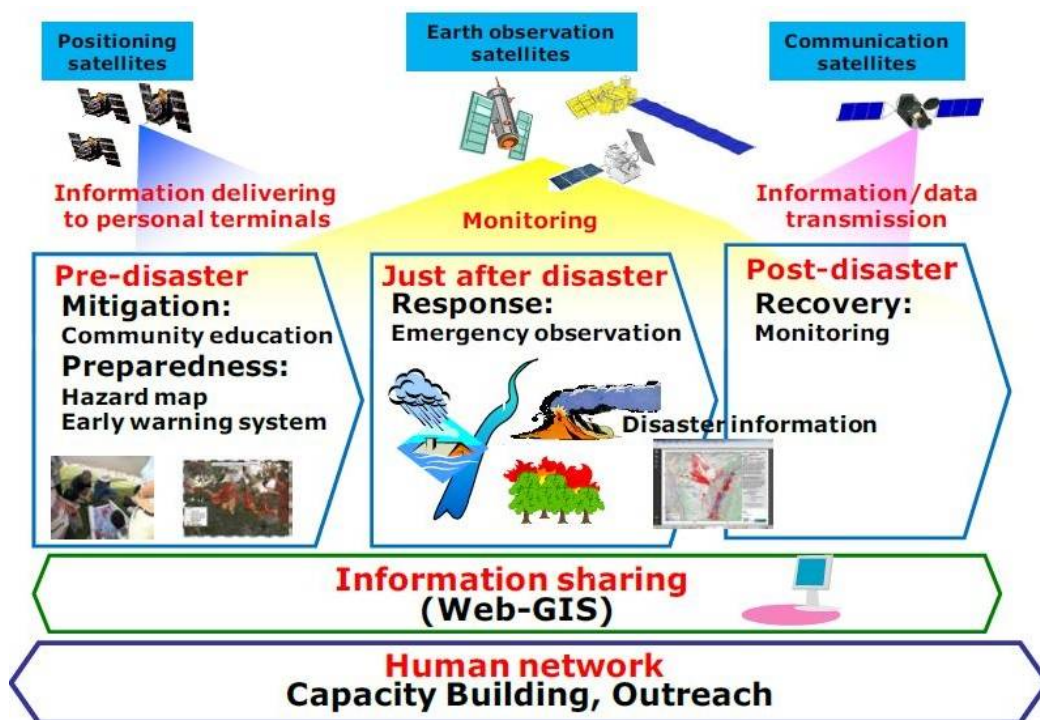 Positioning
satellites
Earth observation
satellites
Communication
satellites
Information delivering
to personal terminals
Monitoring
Information/data
transmission
Pre-disaster
Mitigation:
Community education
Preparedness:
Hazard map
Early warning system
Just after disaster
Response:
Emergency observation
Disaster information
Post-disaster
Recovery:
Monitoring
Information sharing
(Web-GIS)
Human network
Capacity Building, Outreach